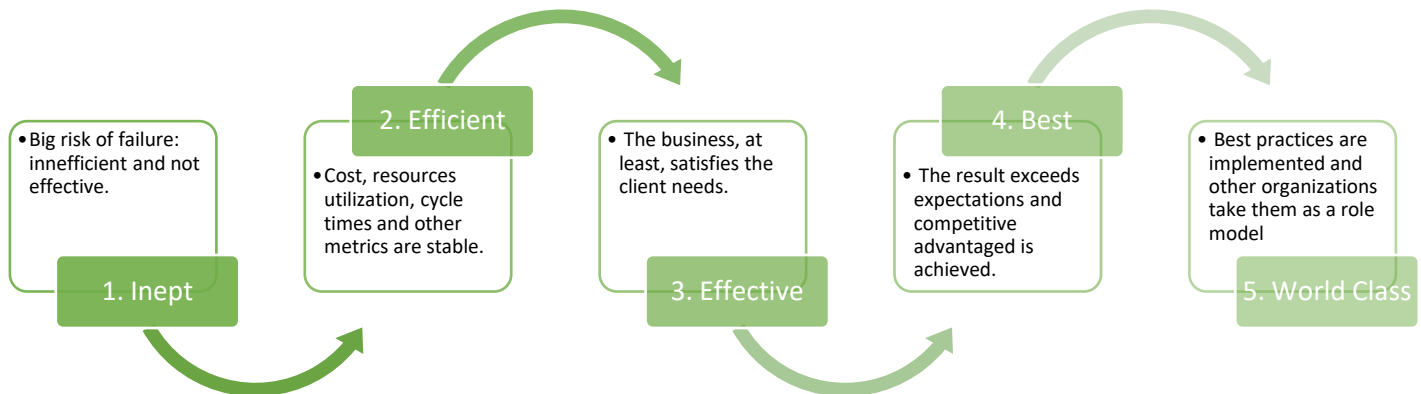 •Big risk of failure:
innefficient and not
effective.
1. Inept
2. Efficient
•Cost, resources
utilization, cycle
times and other
metrics are stable.
• The business, at
least, satisfies the
client needs.
3. Effective
4. Best
• The result exceeds
expectations and
competitive
advantaged is
achieved.
• Best practices are
implemented and
other organizations
take them as a role
model
5. World Class